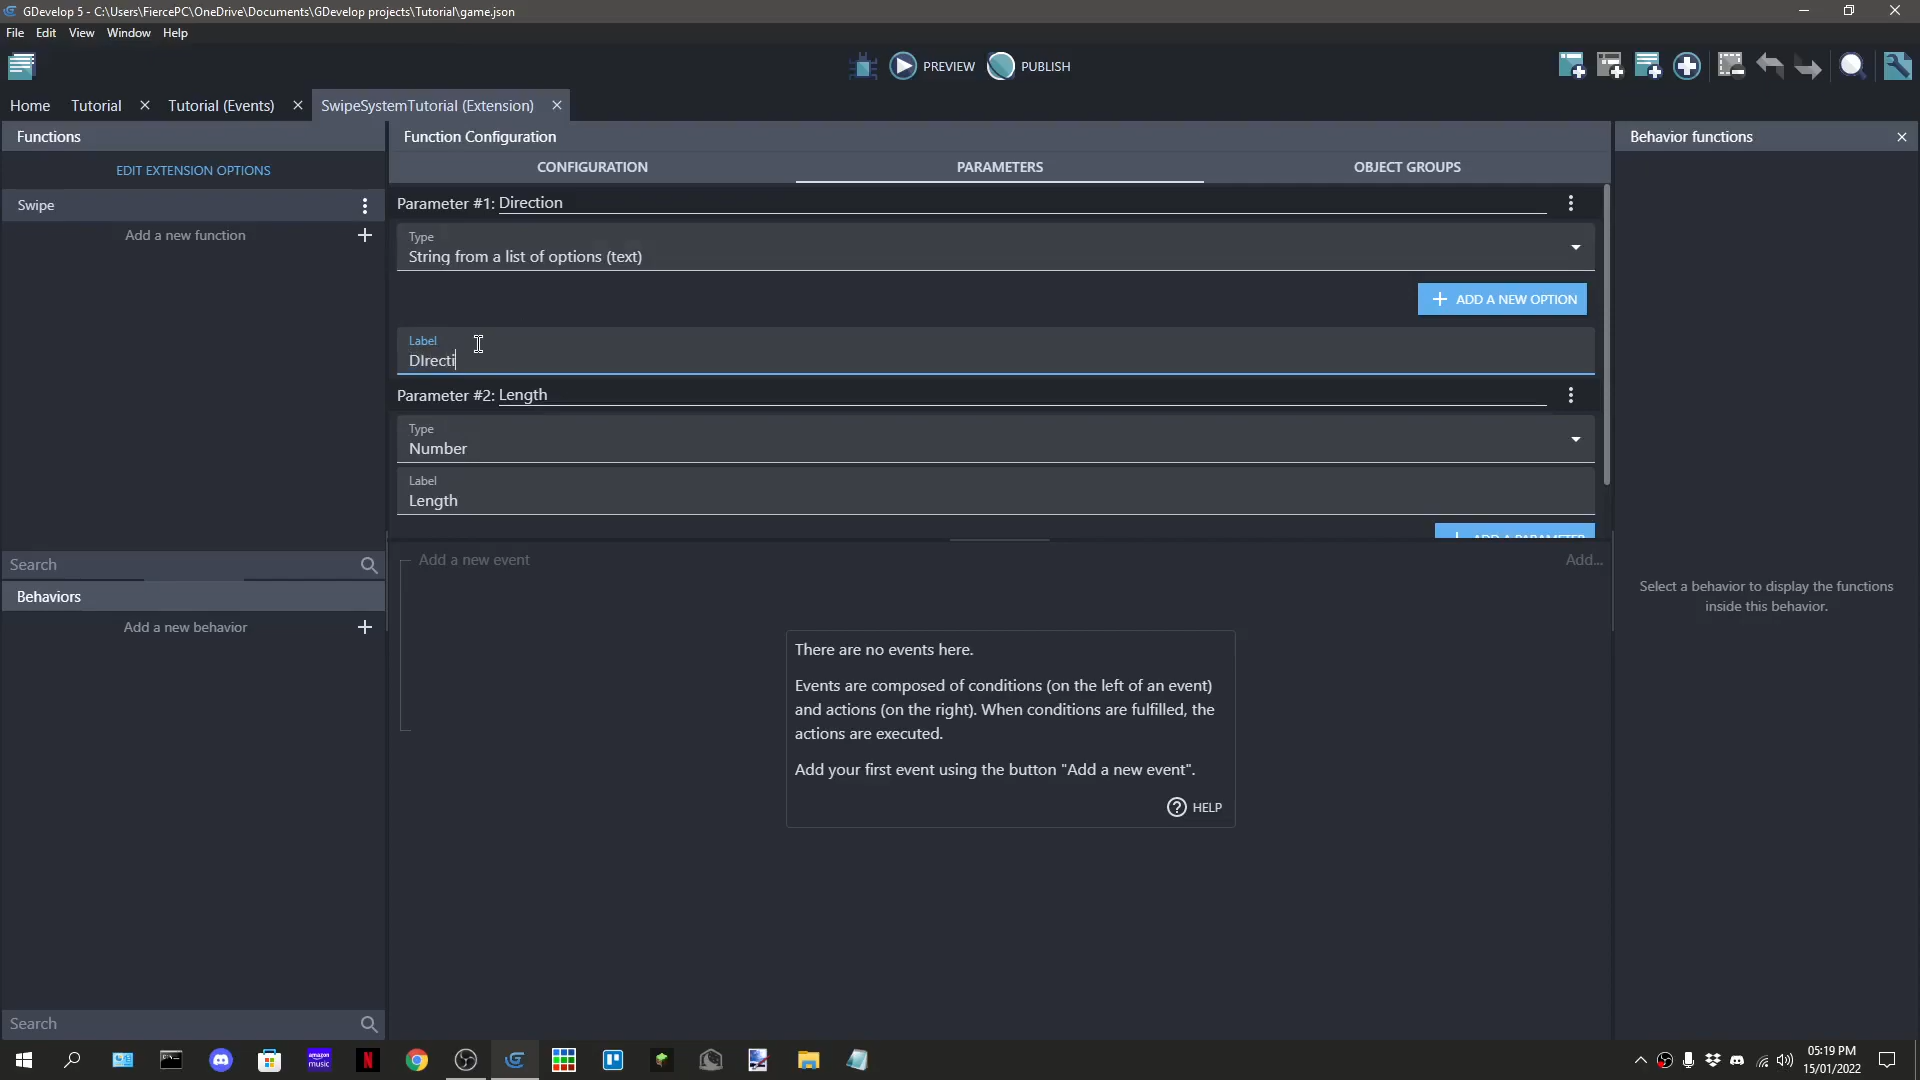 GDevelop 5 - C:\Users\FiercePC\OneDrive\Documents\GDevelop projects\Tutorial\game.json
File Edit View Window Help
PREVIEW PUBLISH
Home Tutorial Tutorial (Events) SwipeSystemTutorial (Extension)
Functions
EDIT EXTENSION OPTIONS
Swipe
Add a new function
Search
Behaviors
Add a new behavior
Search
Function Configuration
CONFIGURATION PARAMETERS OBJECT GROUPS
Parameter #1: Direction
Type
String from a list of options (text)
ADD A NEW OPTION
Label
DIrecti
Parameter #2: Length
Type
Number
Label
Length
ADD A PARAMETER
Add a new event Add...
There are no events here.
Events are composed of conditions (on the left of an event)
and actions (on the right). When conditions are fulfilled, the
actions are executed.
Add your first event using the button "Add a new event".
HELP
Behavior functions
Select a behavior to display the functions
inside this behavior.
amazon
music
05:19 PM
15/01/2022